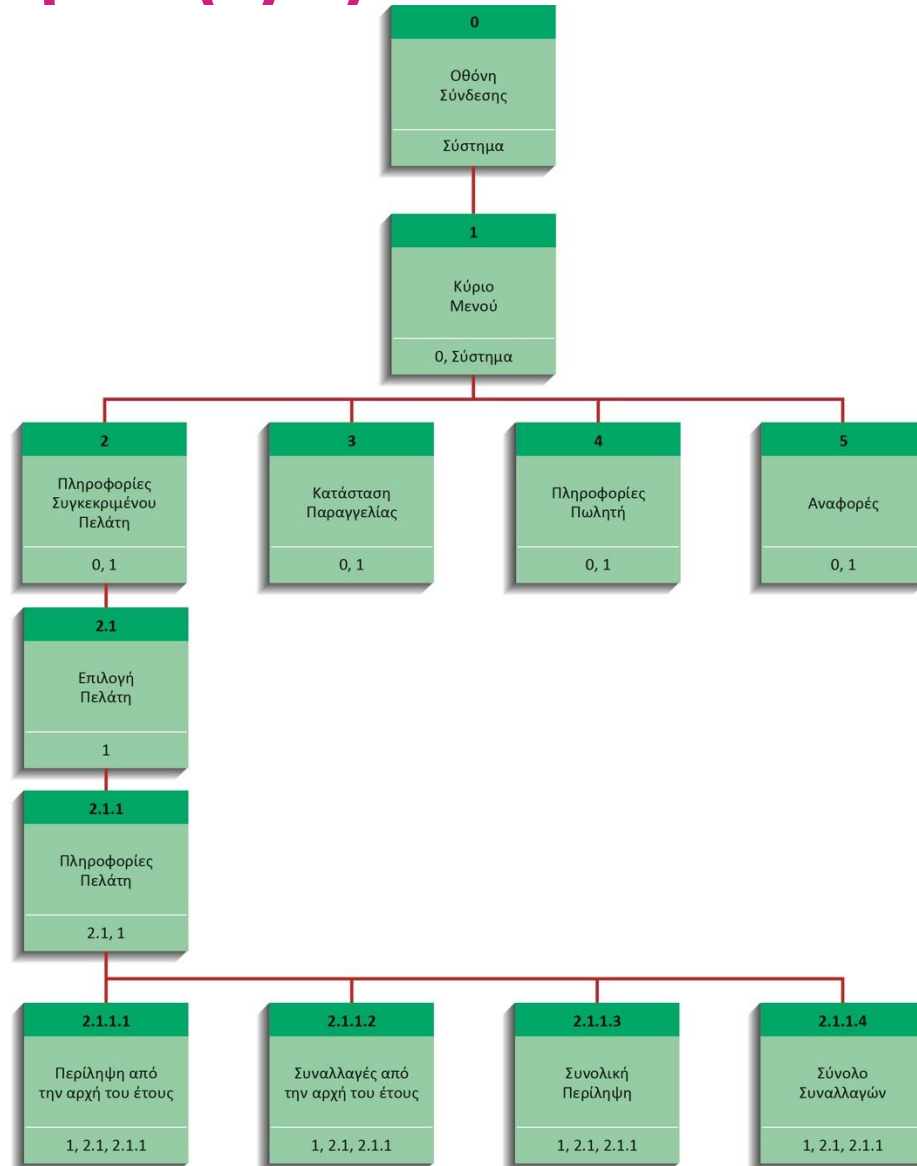 0
Οθόνη
Σύνδεσης
Σύστημα
1
Κύριο
Μενού
0, Σύστημα
2
Πληροφορίες
Συγκεκριμένου
Πελάτη
0, 1
3
Κατάσταση
Παραγγελίας
0, 1
4
Πληροφορίες
Πωλητή
0, 1
5
Αναφορές
0, 1
2.1
Επιλογή
Πελάτη
1
2.1.1
Πληροφορίες
Πελάτη
2.1, 1
2.1.1.1
Περίληψη από
την αρχή του έτους
1, 2.1, 2.1.1
2.1.1.2
Συναλλαγές από
την αρχή του έτους
1, 2.1, 2.1.1
2.1.1.3
Συνολική
Περίληψη
1, 2.1, 2.1.1
2.1.1.4
Σύνολο
Συναλλαγών
1, 2.1, 2.1.1